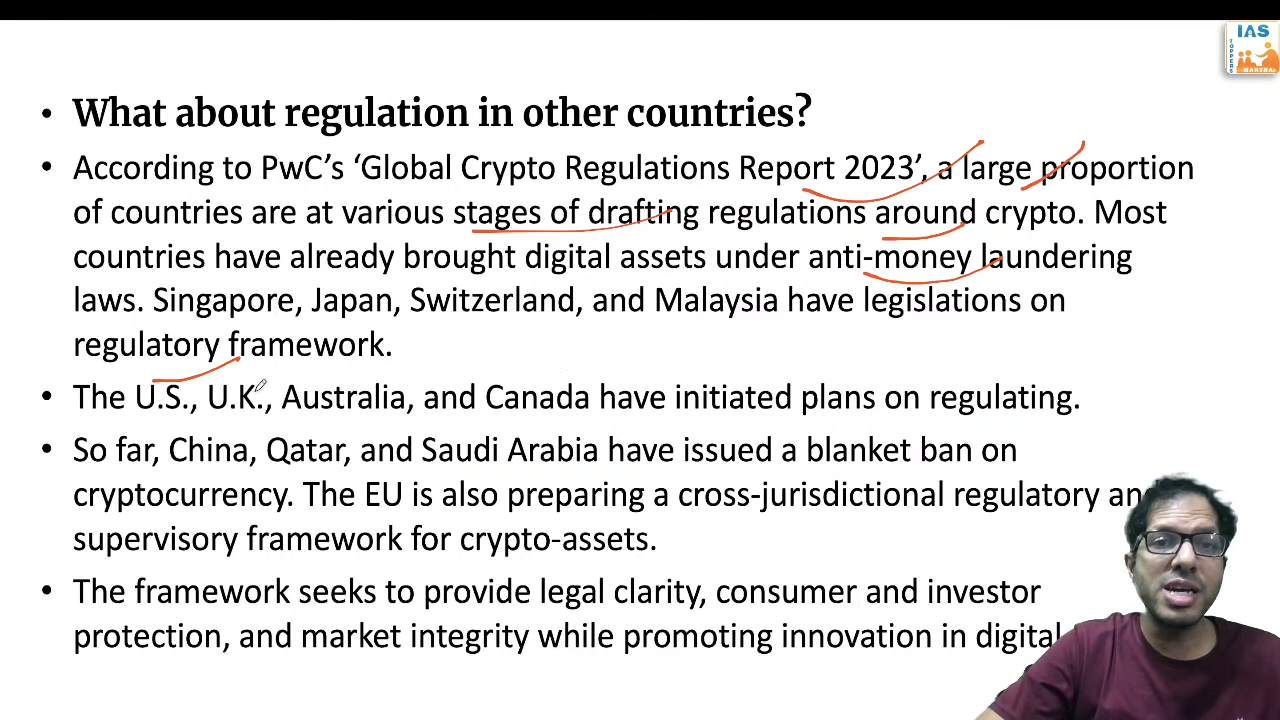 IAS
TOPPERS
MANTRA
• What about regulation in other countries?
• According to PwC's ‘Global Crypto Regulations Report 2023’, a large proportion
of countries are at various stages of drafting regulations around crypto. Most
countries have already brought digital assets under anti-money laundering
laws. Singapore, Japan, Switzerland, and Malaysia have legislations on
regulatory framework.
• The U.S., U.K., Australia, and Canada have initiated plans on regulating.
• So far, China, Qatar, and Saudi Arabia have issued a blanket ban on
cryptocurrency. The EU is also preparing a cross-jurisdictional regulatory
supervisory framework for crypto-assets.
• The framework seeks to provide legal clarity, consumer and investor
protection, and market integrity while promoting innovation in digital